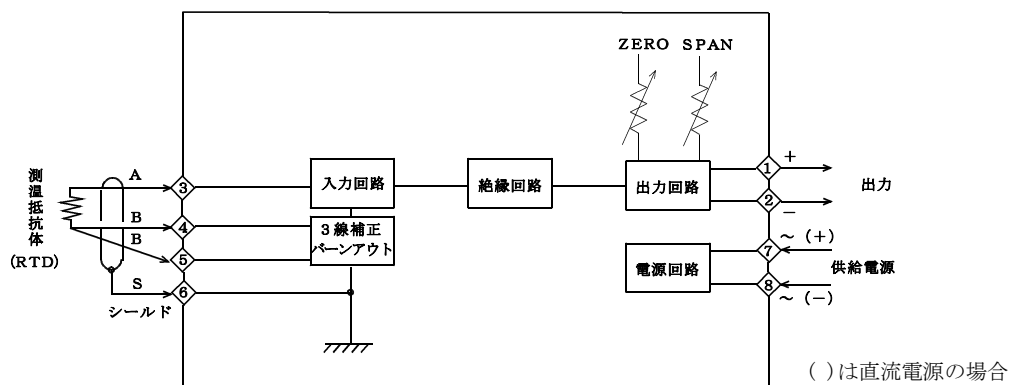 ZERO SPAN
測温抵抗体
(RTD)
A
B
B
S
シールド
3
4
5
6
入力回路
3線補正
バーンアウト
絶縁回路
出力回路
電源回路
1
2
7
8
+
−
出力
～ (+)
供給電源
～ (−)
( )は直流電源の場合